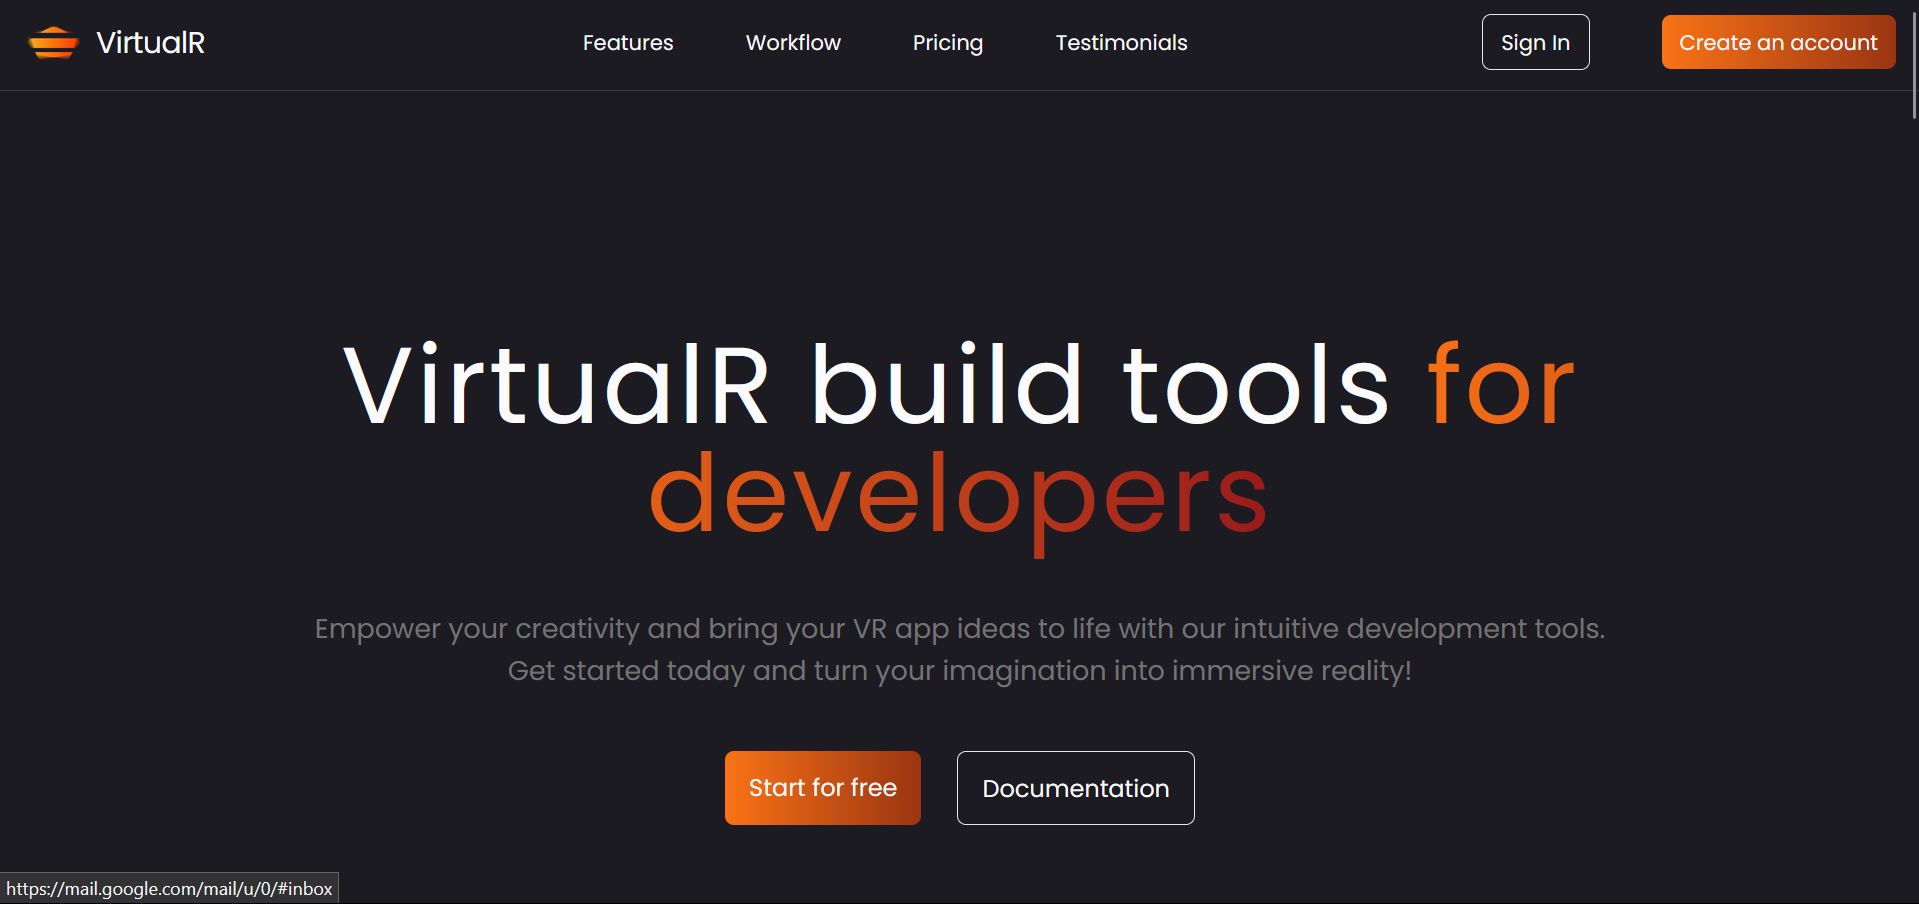 VirtualR
Features
Workflow
Pricing
Testimonials
Sign In
Create an account
VirtualR build tools for
developers
Empower your creativity and bring your VR app ideas to life with our intuitive development tools.
Get started today and turn your imagination into immersive reality!
Start for free
Documentation
https://mail.google.com/mail/u/0/#inbox